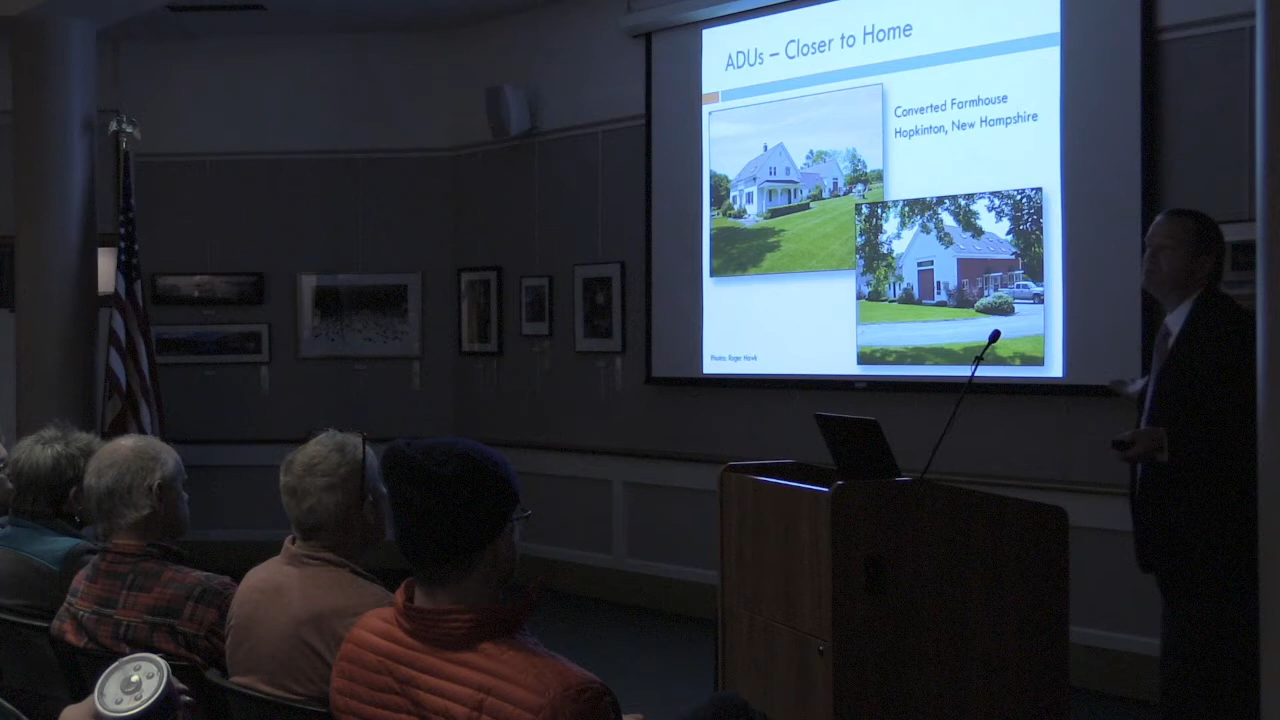 ADUs – Closer to Home
Converted Farmhouse
Hopkinton, New Hampshire
Photos: Roger Hawk